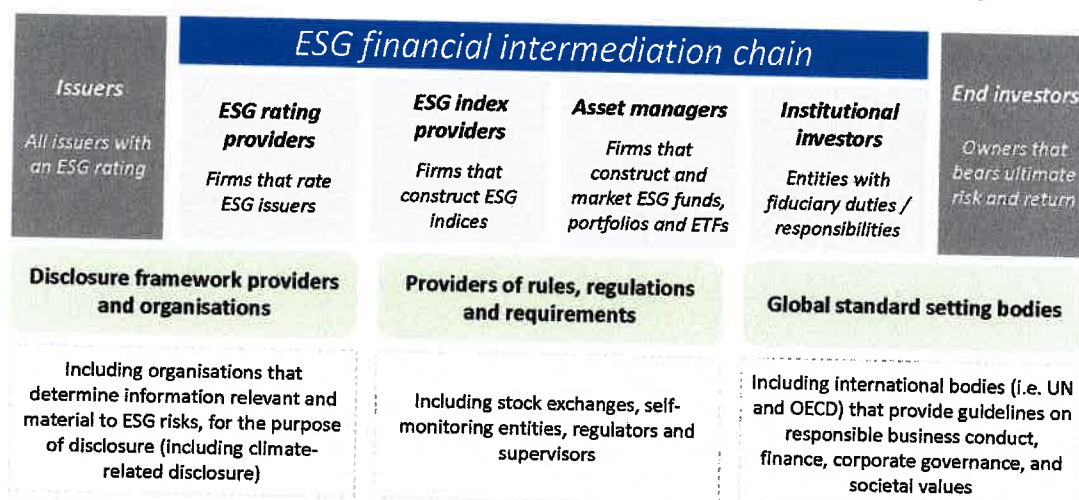 ESG financial intermediation chain
Issuers
All issuers with
an ESG rating
ESG rating
providers
Firms that rate
ESG issuers
ESG index
providers
Firms that
construct ESG
indices
Asset managers
Firms that
construct and
market ESG funds,
portfolios and ETFs
Institutional
investors
Entities with
fiduciary duties /
responsibilities
End investors
Owners that
bears ultimate
risk and return
Disclosure framework providers
and organisations
Including organisations that
determine information relevant and
material to ESG risks, for the purpose
of disclosure (including climate-
related disclosure)
Providers of rules, regulations
and requirements
Including stock exchanges, self-
monitoring entities, regulators and
supervisors
Global standard setting bodies
Including international bodies (i.e. UN
and OECD) that provide guidelines on
responsible business conduct,
finance, corporate governance, and
societal values